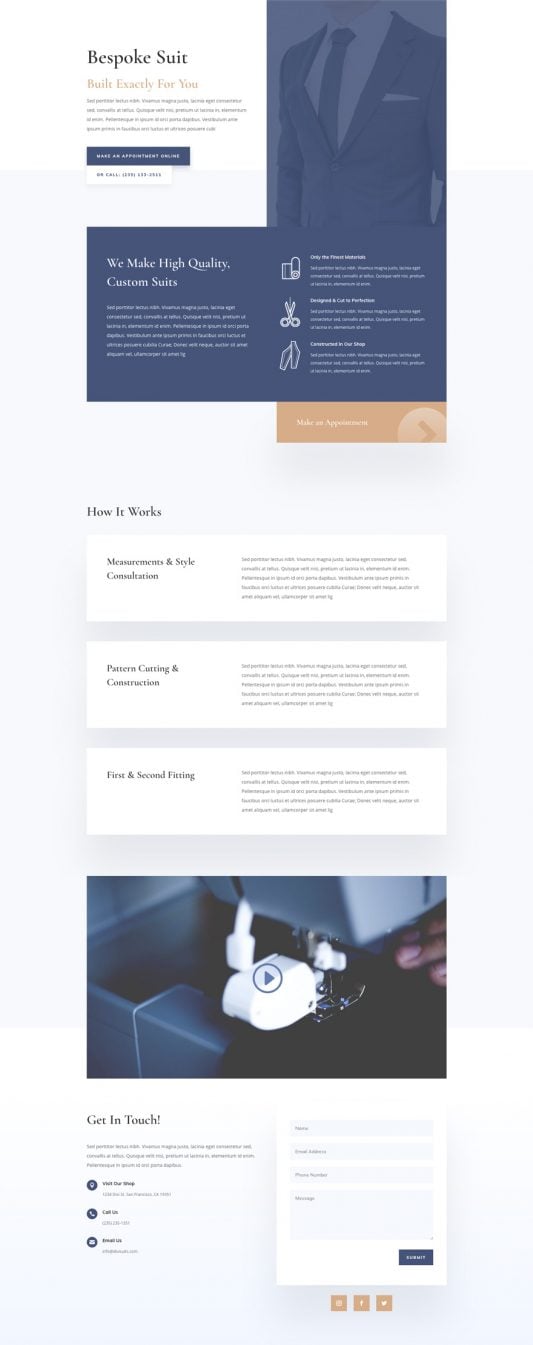 Bespoke Suit
Built Exactly For You
Sed porttitor lectus nibh. Vivamus magna justo, lacinia eget consectetur
sed, convallis at tellus. Quisque velit nisi, pretium ut lacinia in, elementum
id enim. Pellentesque in ipsum id orci porta dapibus. Vestibulum ante
ipsum primis in faucibus orci luctus et ultrices posuere cubi
MAKE AN APPOINTMENT ONLINE
OR CALL: (235) 133-2511
We Make High Quality,
Custom Suits
Sed porttitor lectus nibh. Vivamus magna justo, lacinia eget
consectetur sed, convallis at tellus. Quisque velit nisi, pretium ut
lacinia in, elementum id enim. Pellentesque in ipsum id orci porta
dapibus. Vestibulum ante ipsum primis in faucibus orci luctus et
ultrices posuere cubilia Curae; Donec velit neque, auctor sit amet
aliquam vel, ullamcorper sit amet lig
Only the Finest Materials
Sed porttitor lectus nibh. Vivamus magna justo, lacinia eget
consectetur sed, convallis at tellus. Quisque velit nisi, pretium
ut lacinia in, elementum id enim.
Designed & Cut to Perfection
Sed porttitor lectus nibh. Vivamus magna justo, lacinia eget
consectetur sed, convallis at tellus. Quisque velit nisi, pretium
ut lacinia in, elementum id enim.
Constructed In Our Shop
Sed porttitor lectus nibh. Vivamus magna justo, lacinia eget
consectetur sed, convallis at tellus. Quisque velit nisi, pretium
ut lacinia in, elementum id enim.
Make an Appointment
How It Works
Measurements & Style
Consultation
Sed porttitor lectus nibh. Vivamus magna justo, lacinia eget consectetur sed,
convallis at tellus. Quisque velit nisi, pretium ut lacinia in, elementum id enim.
Pellentesque in ipsum id orci porta dapibus. Vestibulum ante ipsum primis in
faucibus orci luctus et ultrices posuere cubilia Curae; Donec velit neque, auctor sit
amet aliquam vel, ullamcorper sit amet lig
Pattern Cutting &
Construction
Sed porttitor lectus nibh. Vivamus magna justo, lacinia eget consectetur sed,
convallis at tellus. Quisque velit nisi, pretium ut lacinia in, elementum id enim.
Pellentesque in ipsum id orci porta dapibus. Vestibulum ante ipsum primis in
faucibus orci luctus et ultrices posuere cubilia Curae; Donec velit neque, auctor sit
amet aliquam vel, ullamcorper sit amet lig
First & Second Fitting
Sed porttitor lectus nibh. Vivamus magna justo, lacinia eget consectetur sed,
convallis at tellus. Quisque velit nisi, pretium ut lacinia in, elementum id enim.
Pellentesque in ipsum id orci porta dapibus. Vestibulum ante ipsum primis in
faucibus orci luctus et ultrices posuere cubilia Curae; Donec velit neque, auctor sit
amet aliquam vel, ullamcorper sit amet lig
Get In Touch!
Sed porttitor lectus nibh. Vivamus magna justo, lacinia eget consectetur sed,
convallis at tellus. Quisque velit nisi, pretium ut lacinia in, elementum id enim.
Pellentesque in ipsum id orci porta dapibus
Visit Our Shop
1234 Divi St. San Francisco, CA
Call Us
Email Us
info@divisuits.com
Name
Email Address
Phone Number
Message
SUBMIT